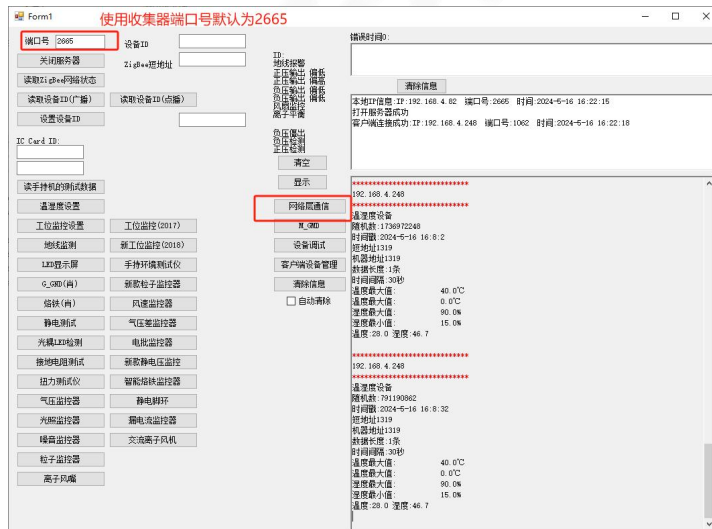 Form1
使用收集器端口号默认为2665
端口号 2665
设备ID
关闭服务器
ZigBee短地址
读取ZigBee网络状态
读取设备ID(广播)
读取设备ID(点播)
设置设备ID
IC Card ID:
读手持机的测试数据
温湿度设置
工位监控设置
工位监控(2017)
地线监测
新工位监控(2018)
LED显示屏
手持环境测试仪
G_GND(肖)
新款粒子监控器
烙铁(肖)
风速监控器
静电测试
气压差监控器
光耦LED检测
电批监控器
接地电阻测试
新款静电压监控
扭力测试仪
智能烙铁监控器
气压监控器
静电脚环
光照监控器
漏电流监控器
噪音监控器
交流离子风机
粒子监控器
离子风嘴
ID:
地线报警
正压输出 偏低
正压输出 偏高
负压输出 偏低
负压输出 偏低
风扇监控
离子平衡
负压检测
正压检测
清空
显示
网络层通信
M_GND
设备调试
客户端设备管理
清除信息
自动清除
错误时间0:
清除信息
本地IP信息:IP:192.168.4.82 端口号:2665 时间:2024-5-16 16:22:15
打开服务器成功
客户端连接成功:IP:192.168.4.248 端口号:1062 时间:2024-5-16 16:22:18
****************************
192.168.4.248
****************************
温湿度设备
随机数:1736972248
时间戳:2024-5-16 16:8:2
短地址1319
机器地址1319
数据长度:1条
时间间隔:30秒
温度最大值: 40.0℃
温度最大值: 0.0℃
湿度最大值: 90.0%
湿度最小值: 15.0%
温度:28.0 湿度:46.7
****************************
192.168.4.248
****************************
温湿度设备
随机数:791190862
时间戳:2024-5-16 16:8:32
短地址1319
机器地址1319
数据长度:1条
时间间隔:30秒
温度最大值: 40.0℃
温度最大值: 0.0℃
湿度最大值: 90.0%
湿度最小值: 15.0%
温度:28.0 湿度:46.7